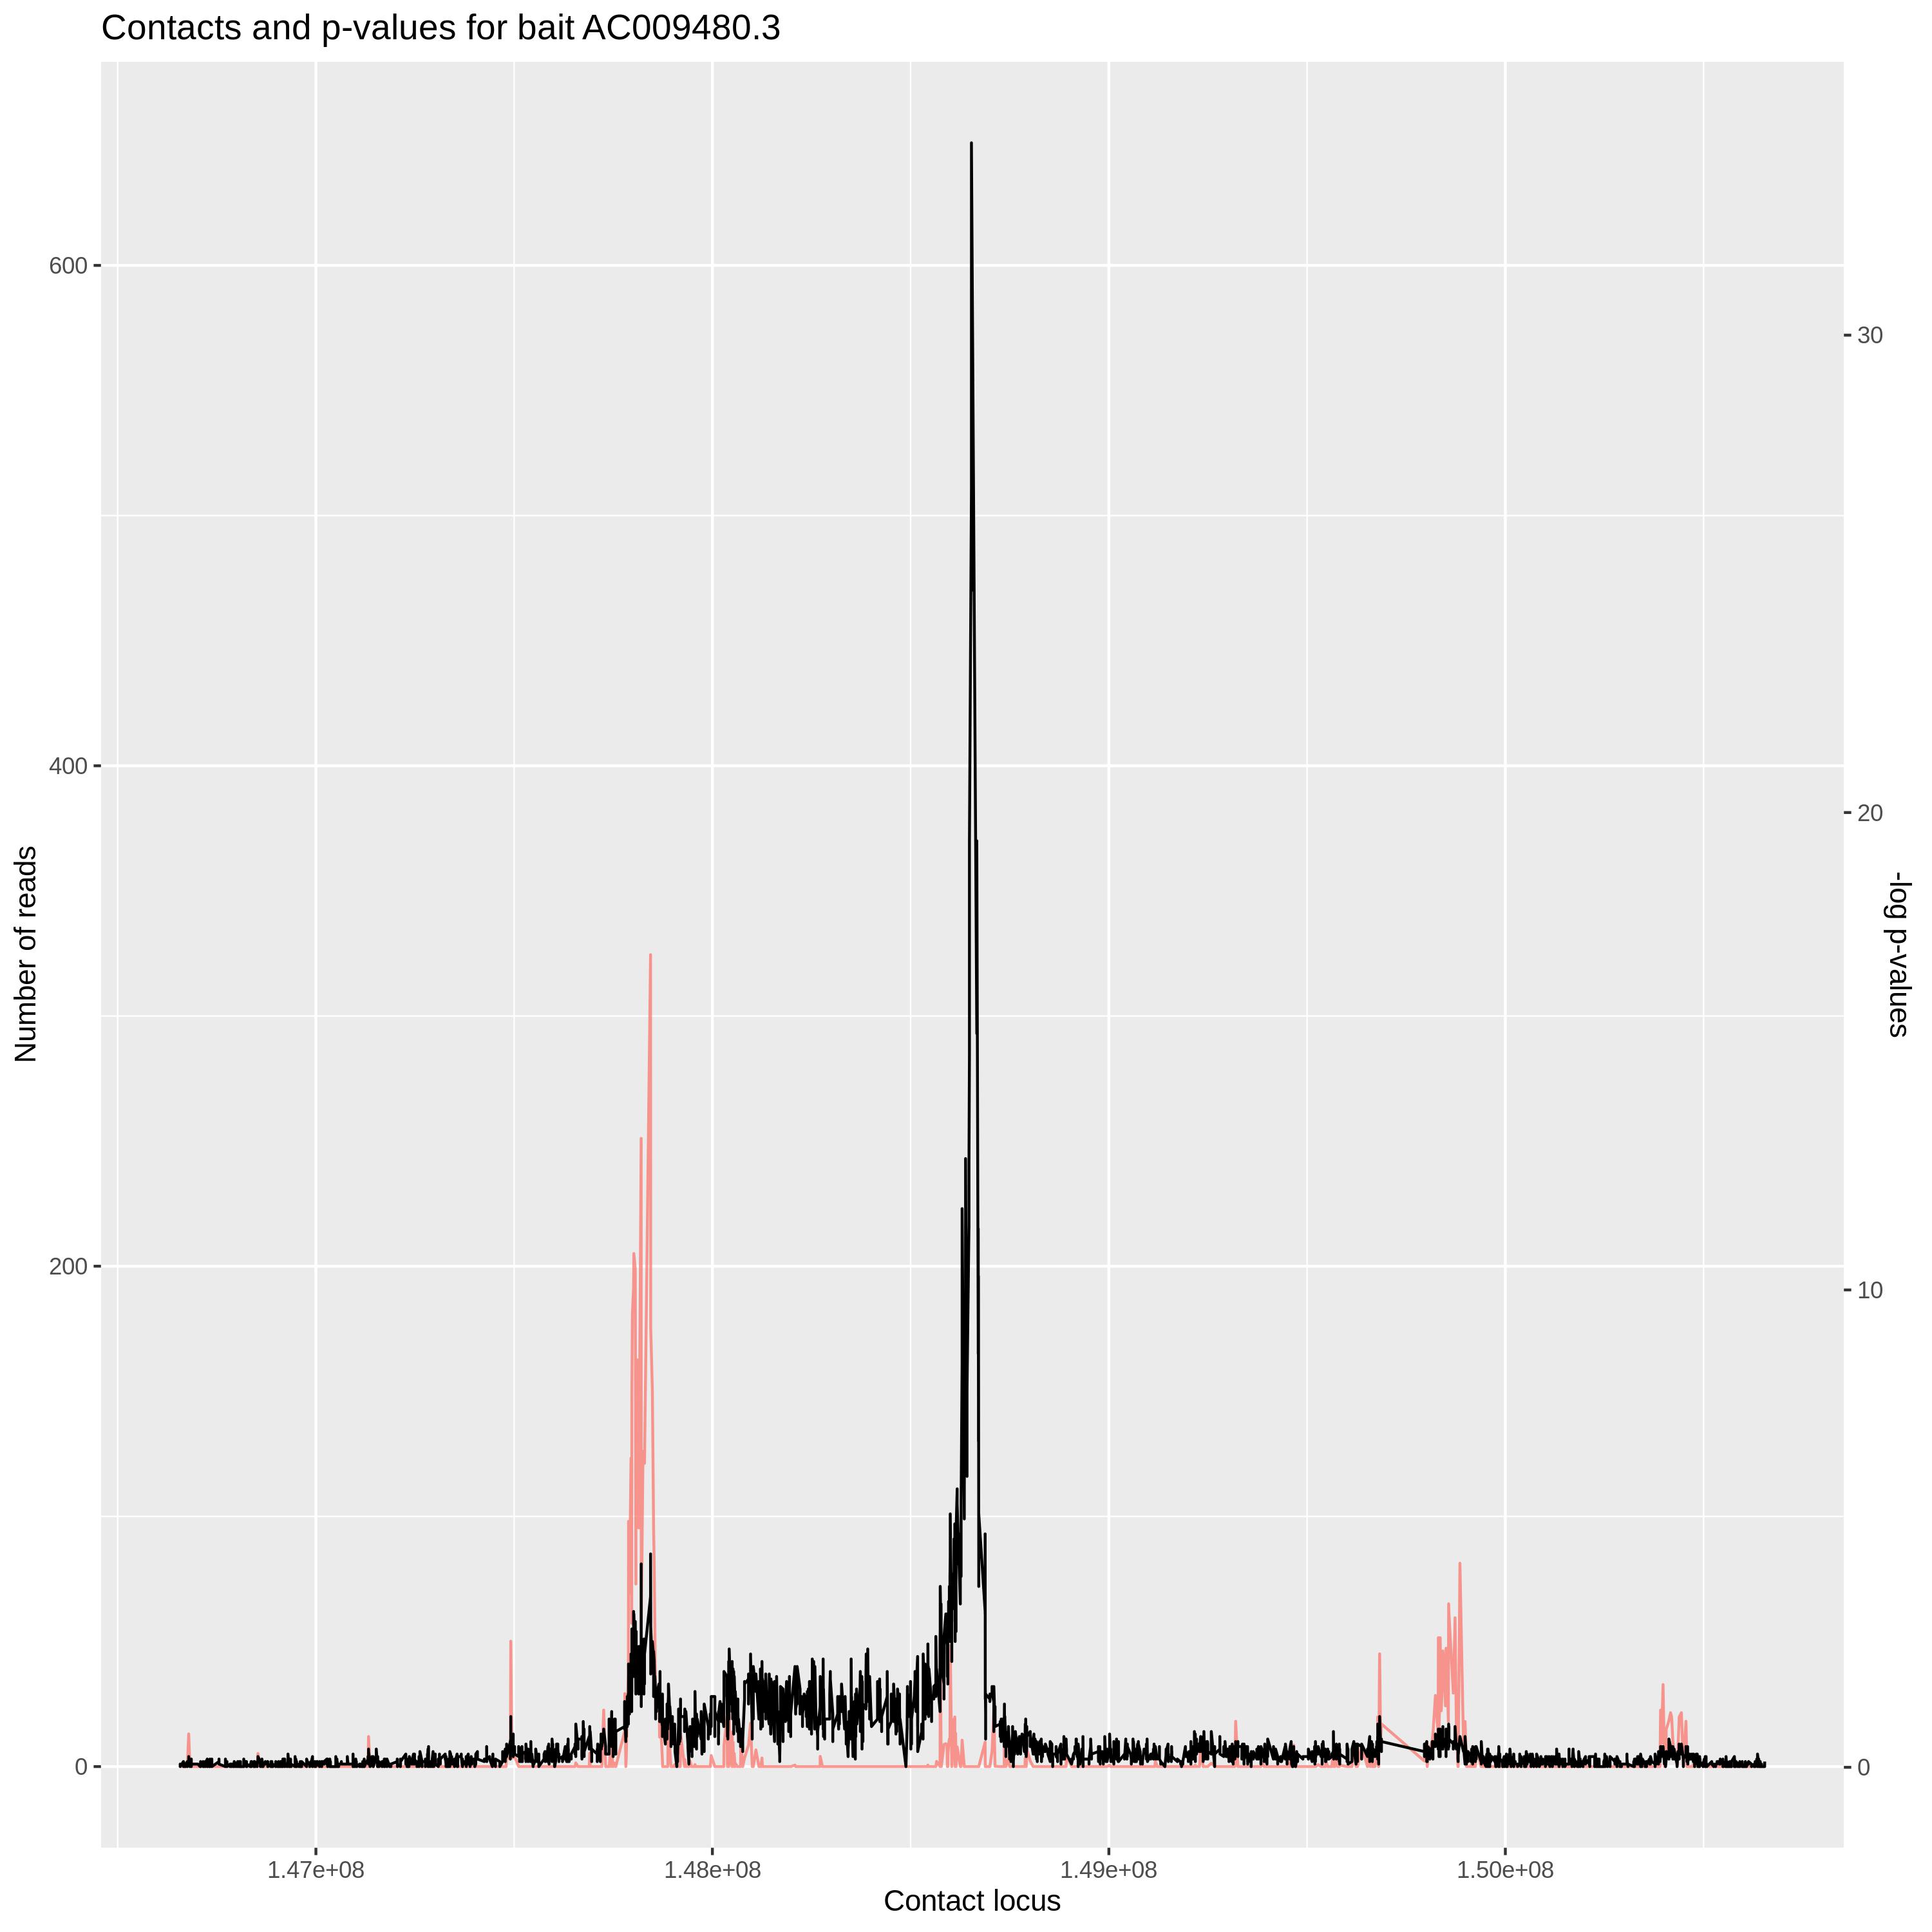 Contacts and p-values for bait AC009480.3
600
400
200
0
Number of reads
30
20
10
0
-log p-values
1.47e+08
1.48e+08
1.49e+08
1.50e+08
Contact locus